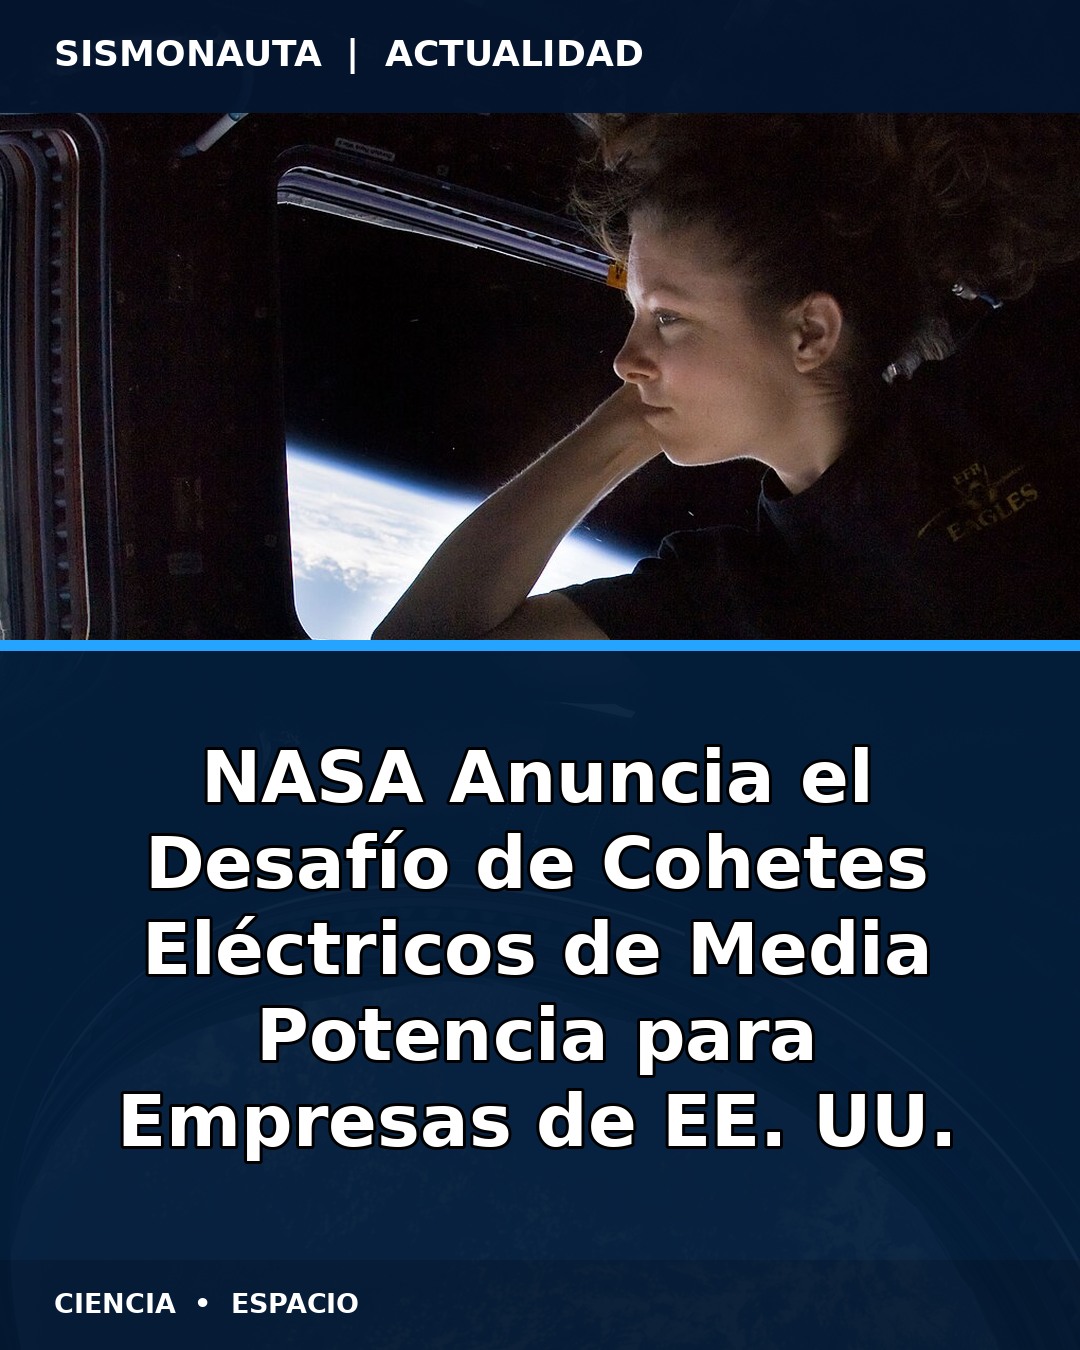 SISMONAUTA | ACTUALIDAD
EAGLES
NASA Anuncia el
Desafío de Cohetes
Eléctricos de Media
Potencia para
Empresas de EE. UU.
CIENCIA • ESPACIO